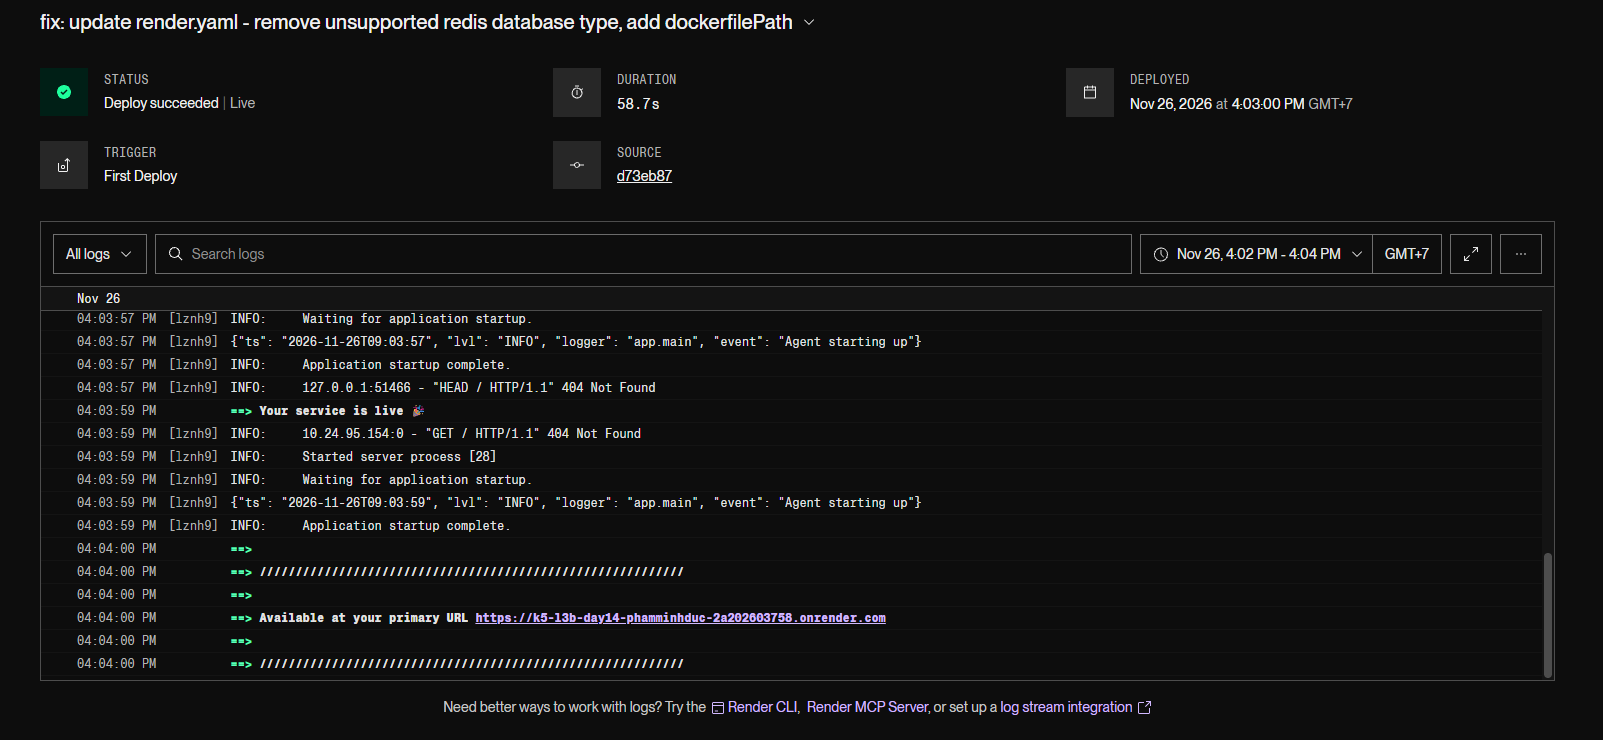 fix: update render.yaml - remove unsupported redis database type, add dockerfilePath
STATUS
Deploy succeeded | Live
DURATION
58.7s
DEPLOYED
Nov 26, 2026 at 4:03:00 PM GMT+7
TRIGGER
First Deploy
SOURCE
d73eb87
All logs
Search logs
Nov 26, 4:02 PM - 4:04 PM
GMT+7
...
Nov 26
04:03:57 PM [lznh9] INFO: Waiting for application startup.
04:03:57 PM [lznh9] {"ts": "2026-11-26T09:03:57", "lvl": "INFO", "logger": "app.main", "event": "Agent starting up"}
04:03:57 PM [lznh9] INFO: Application startup complete.
04:03:57 PM [lznh9] INFO: 127.0.0.1:51466 - "HEAD / HTTP/1.1" 404 Not Found
04:03:59 PM ==> Your service is live 🎉
04:03:59 PM [lznh9] INFO: 10.24.95.154:0 - "GET / HTTP/1.1" 404 Not Found
04:03:59 PM [lznh9] INFO: Started server process [28]
04:03:59 PM [lznh9] INFO: Waiting for application startup.
04:03:59 PM [lznh9] {"ts": "2026-11-26T09:03:59", "lvl": "INFO", "logger": "app.main", "event": "Agent starting up"}
04:03:59 PM [lznh9] INFO: Application startup complete.
04:04:00 PM ==>
04:04:00 PM ==> ///////////////////////////////////////////////////////////
04:04:00 PM ==>
04:04:00 PM ==> Available at your primary URL https://k5-l3b-day14-phamminhduc-2a202603758.onrender.com
04:04:00 PM ==>
04:04:00 PM ==> ///////////////////////////////////////////////////////////
Need better ways to work with logs? Try the Render CLI, Render MCP Server, or set up a log stream integration